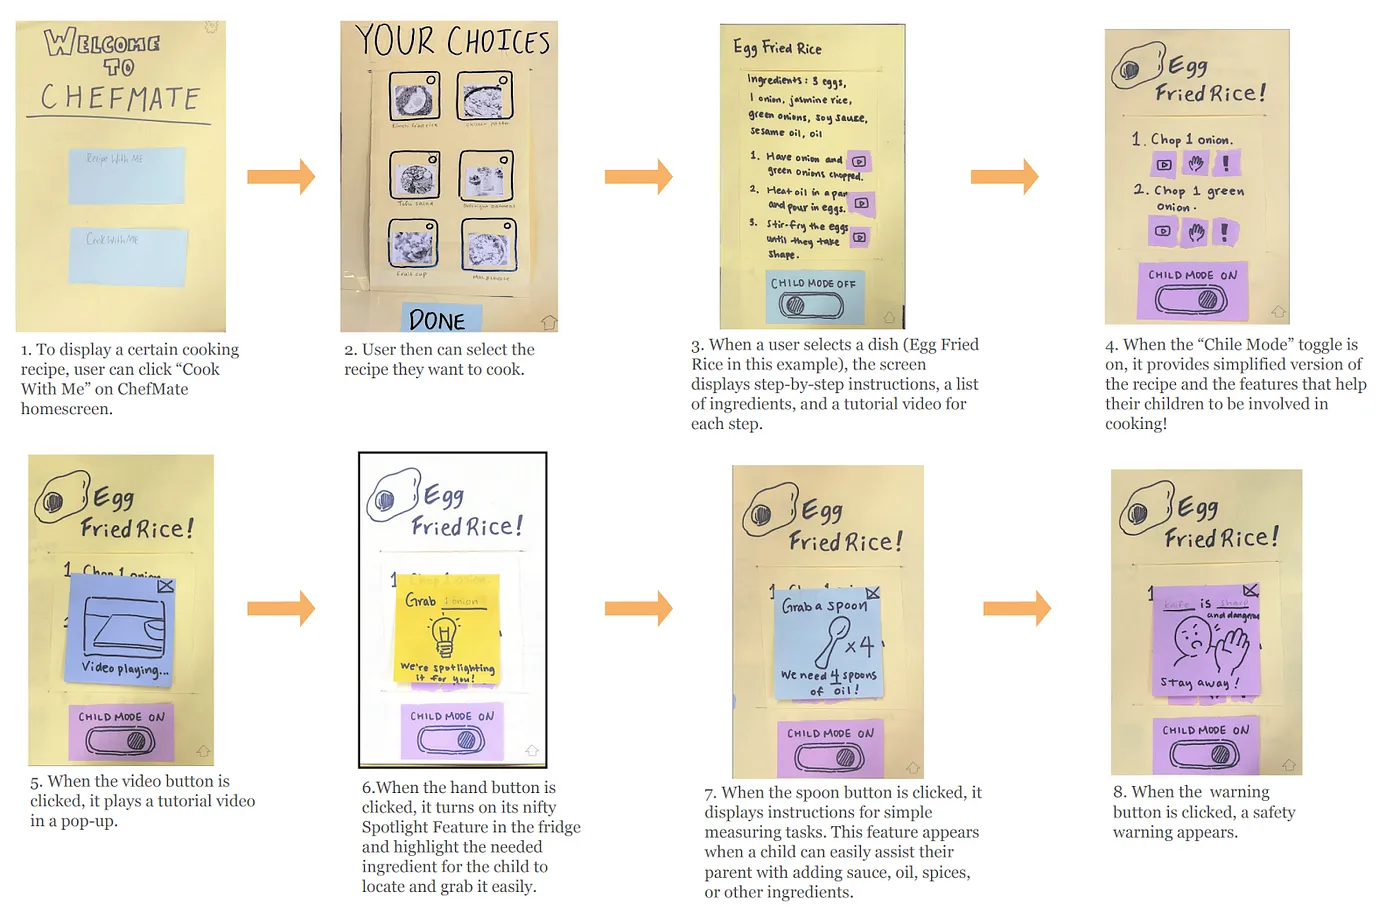 WELCOME
TO
CHEFMATE
Recipe With ME
Cook With ME
1. To display a certain cooking
recipe, user can click “Cook
With Me” on ChefMate
homescreen.
YOUR CHOICES
Kimchi fried rice
Chicken pasta
Tofu salad
Fruit cup
DONE
2. User then can select the
recipe they want to cook.
Egg Fried Rice
Ingredients: 3 eggs,
1 onion, jasmine rice,
green onions, soy sauce,
sesame oil, oil
1. Have onion and
green onions chopped.
2. Heat oil in a pan
and pour in eggs.
3. Stir-fry the eggs
until they take
shape.
CHILD MODE OFF
3. When a user selects a dish (Egg Fried
Rice in this example), the screen
displays step-by-step instructions, a list
of ingredients, and a tutorial video for
each step.
Egg
Fried Rice!
1. Chop 1 onion.
!
2. Chop 1 green
onion.
!
CHILD MODE ON
4. When the “Chile Mode” toggle is
on, it provides simplified version of
the recipe and the features that help
their children to be involved in
cooking!
Egg
Fried Rice!
1 Chop 1 onion
Video playing...
CHILD MODE ON
5. When the video button is
clicked, it plays a tutorial video
in a pop-up.
Egg
Fried Rice!
1 Chop 1 onion.
Grab 1 onion
We're spotlighting
it for you!
CHILD MODE ON
6.When the hand button is
clicked, it turns on its nifty
Spotlight Feature in the fridge
and highlight the needed
ingredient for the child to
locate and grab it easily.
Egg
Fried Rice!
1
Grab a spoon
x4
We need 4 spoons
of oil!
CHILD MODE ON
7. When the spoon button is clicked, it
displays instructions for simple
measuring tasks. This feature appears
when a child can easily assist their
parent with adding sauce, oil, spices,
or other ingredients.
Egg
Fried Rice!
1
knife is sharp
and dangerous
Stay away!
CHILD MODE ON
8. When the warning
button is clicked, a safety
warning appears.